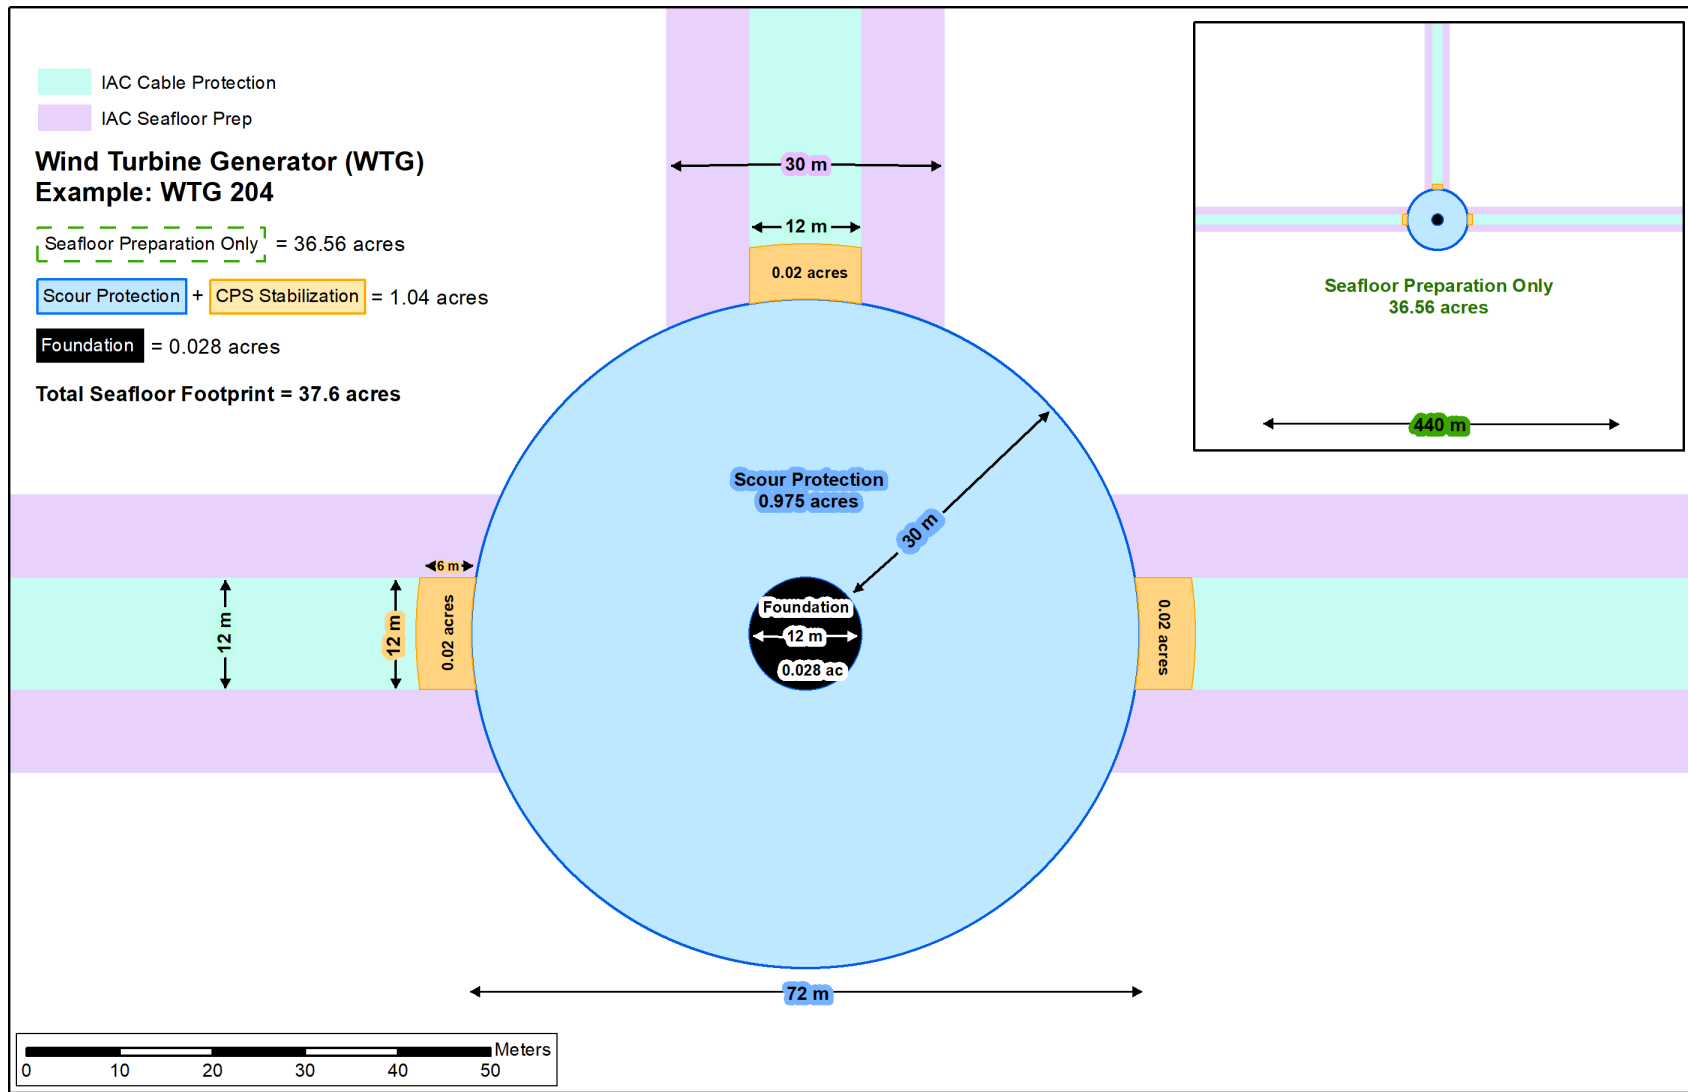 IAC Cable Protection
IAC Seafloor Prep
Wind Turbine Generator (WTG)
Example: WTG 204
Seafloor Preparation Only = 36.56 acres
Scour Protection + CPS Stabilization = 1.04 acres
Foundation = 0.028 acres
Total Seafloor Footprint = 37.6 acres
30 m
12 m
0.02 acres
Seafloor Preparation Only
36.56 acres
440 m
Scour Protection
0.975 acres
30 m
6 m
12 m
12 m
0.02 acres
Foundation
12 m
0.028 ac
0.02 acres
72 m
Meters
0 10 20 30 40 50